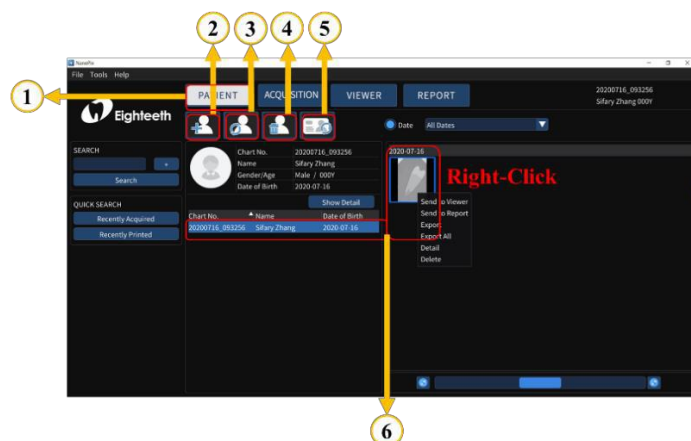 2 3 4 5
NanoPix
File Tools Help
1
PATIENT ACQUISITION VIEWER REPORT
20200716_093256
Sifary Zhang 000Y
Eighteeth
Date All Dates
SEARCH
Search
QUICK SEARCH
Recently Acquired
Recently Printed
Chart No. 20200716_093256
Name Sifary Zhang
Gender/Age Male / 000Y
Date of Birth 2020-07-16
Show Detail
Chart No. Name Date of Birth
20200716_093256 Sifary Zhang 2020-07-16
2020-07-16
Right-Click
Send to Viewer
Send to Report
Export
Export All
Detail
Delete
6